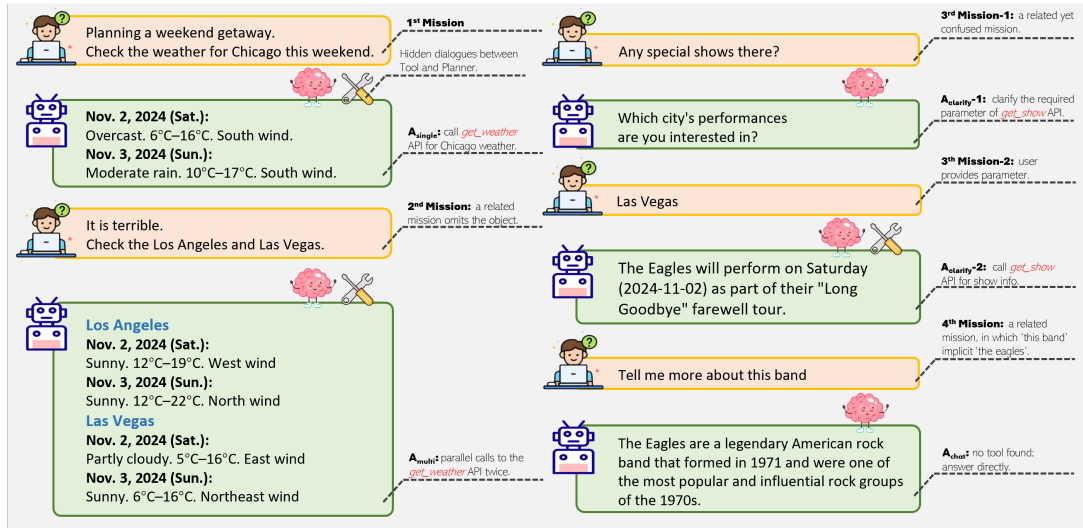 Planning a weekend getaway.
Check the weather for Chicago this weekend.
1st Mission
Hidden dialogues between
Tool and Planner.
Nov. 2, 2024 (Sat.):
Overcast. 6°C–16°C. South wind.
Nov. 3, 2024 (Sun.):
Moderate rain. 10°C–17°C. South wind.
Asingle: call get_weather
API for Chicago weather.
It is terrible.
Check the Los Angeles and Las Vegas.
2nd Mission: a related
mission omits the object.
Los Angeles
Nov. 2, 2024 (Sat.):
Sunny. 12°C–19°C. West wind
Nov. 3, 2024 (Sun.):
Sunny. 12°C–22°C. North wind
Las Vegas
Nov. 2, 2024 (Sat.):
Partly cloudy. 5°C–16°C. East wind
Nov. 3, 2024 (Sun.):
Sunny. 6°C–16°C. Northeast wind
Amulti: parallel calls to the
get_weather API twice.
Any special shows there?
3rd Mission-1: a related yet
confused mission.
Which city's performances
are you interested in?
Aclarify-1: clarify the required
parameter of get_show API.
Las Vegas
3th Mission-2: user
provides parameter.
The Eagles will perform on Saturday
(2024-11-02) as part of their "Long
Goodbye" farewell tour.
Aclarify-2: call get_show
API for show info.
Tell me more about this band
4th Mission: a related
mission, in which 'this band'
implicit 'the eagles'.
The Eagles are a legendary American rock
band that formed in 1971 and were one of
the most popular and influential rock groups
of the 1970s.
Achat: no tool found;
answer directly.